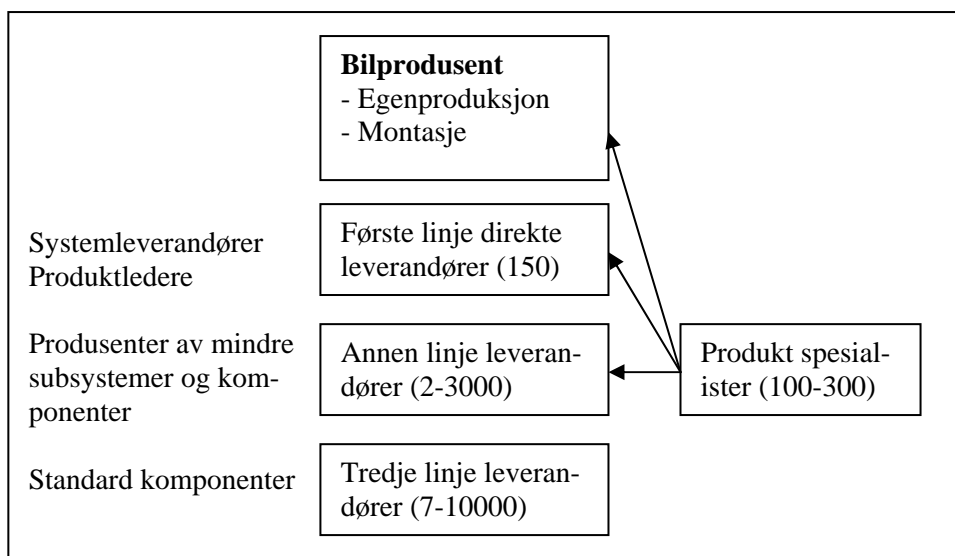 Bilprodusent
- Egenproduksjon
- Montasje
Systemleverandører
Produktledere
Første linje direkte
leverandører (150)
Produsenter av mindre
subsystemer og kom-
ponenter
Annen linje leveran-
dører (2-3000)
Produkt spesial-
ister (100-300)
Standard komponenter
Tredje linje leveran-
dører (7-10000)